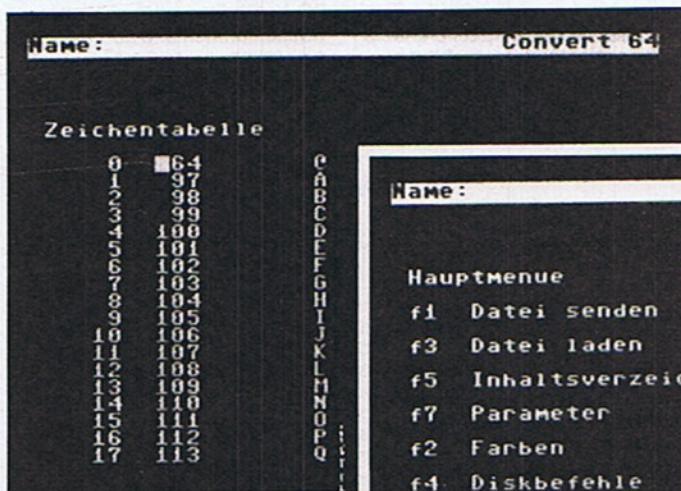 Name: Convert 64
Zeichentabelle
0 64 @
1 97 A
2 98 B
3 99 C
4 100 D
5 101 E
6 102 F
7 103 G
8 104 H
9 105 I
10 106 J
11 107 K
12 108 L
13 109 M
14 110 N
15 111 O
16 112 P
17 113 Q
Name:
Hauptmenue
f1 Datei senden
f3 Datei laden
f5 Inhaltsverzeic
f7 Parameter
f2 Farben
f4 Diskbefehle